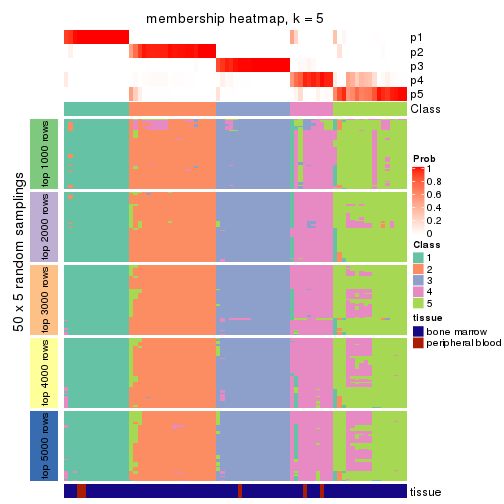 membership heatmap, k = 5
p1
p2
p3
p4
p5
Class
50 x 5 random samplings
top 1000 rows
top 2000 rows
top 3000 rows
top 4000 rows
top 5000 rows
tissue
Prob
1
0.8
0.6
0.4
0.2
0
Class
1
2
3
4
5
tissue
bone marrow
peripheral blood